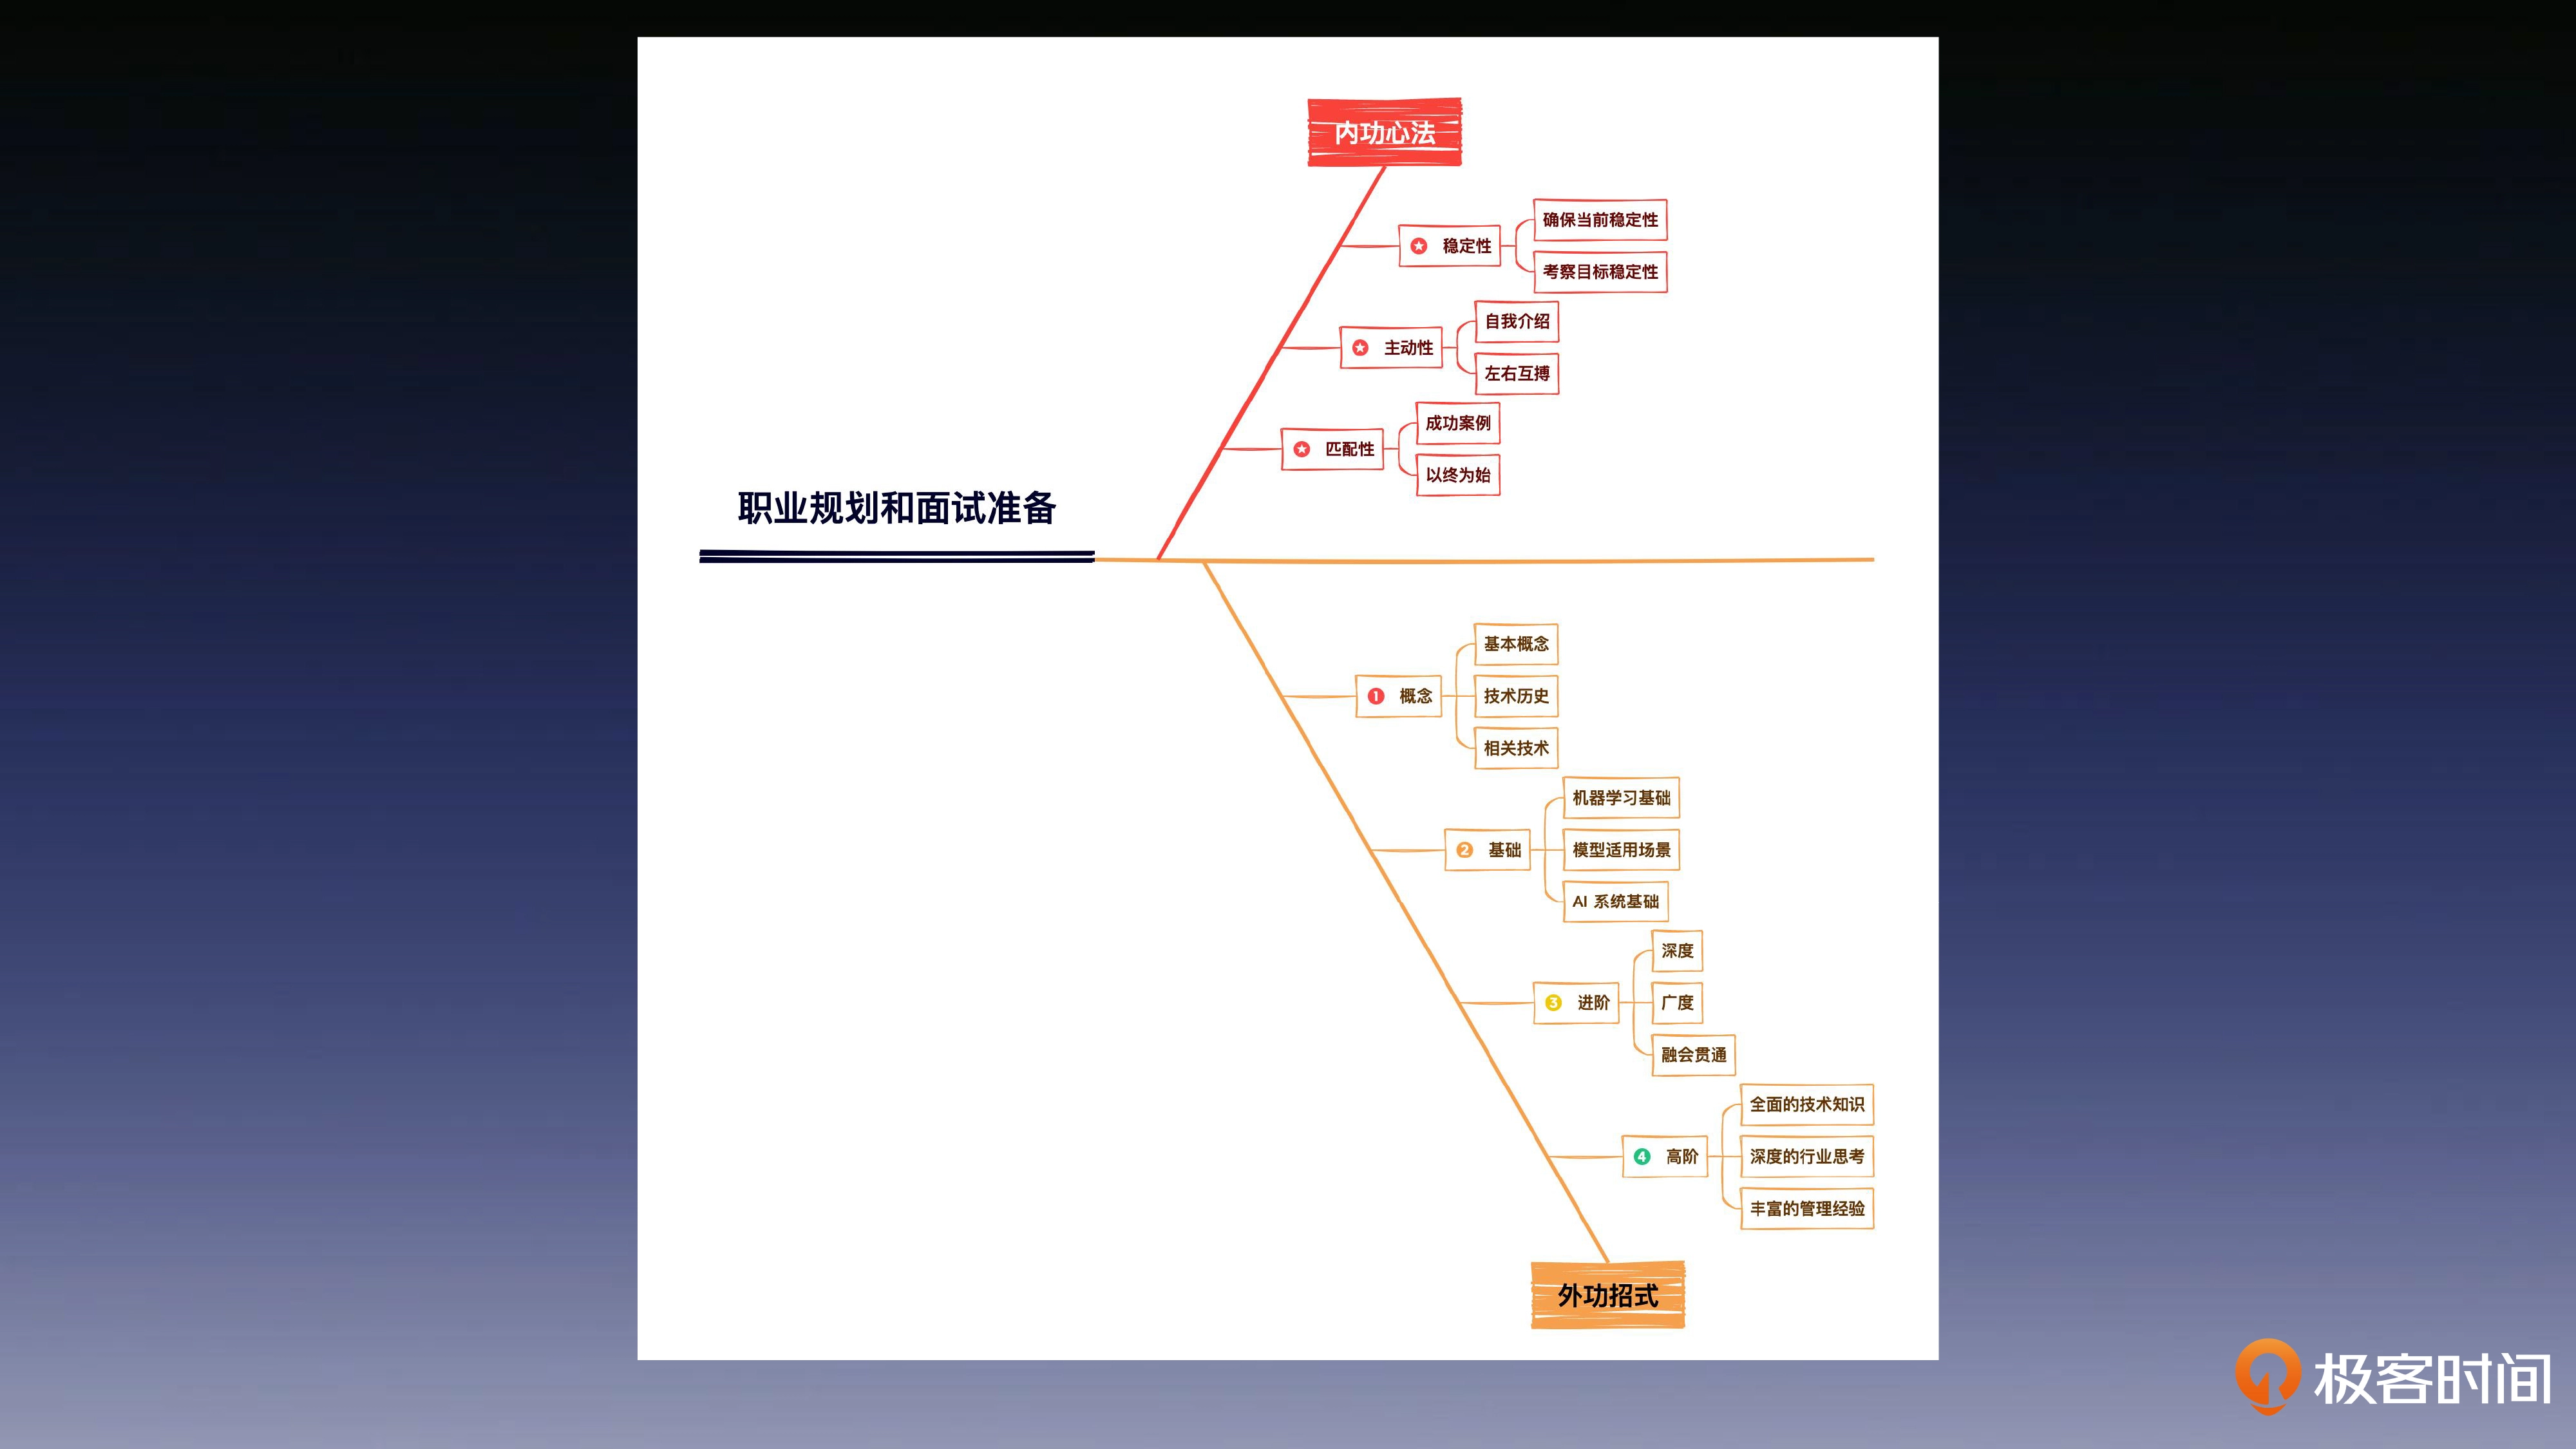 内功心法
稳定性
确保当前稳定性
考察目标稳定性
主动性
自我介绍
左右互搏
匹配性
成功案例
以终为始
职业规划和面试准备
1 概念
基本概念
技术历史
相关技术
2 基础
机器学习基础
模型适用场景
AI 系统基础
3 进阶
深度
广度
融会贯通
4 高阶
全面的技术知识
深度的行业思考
丰富的管理经验
外功招式
极客时间